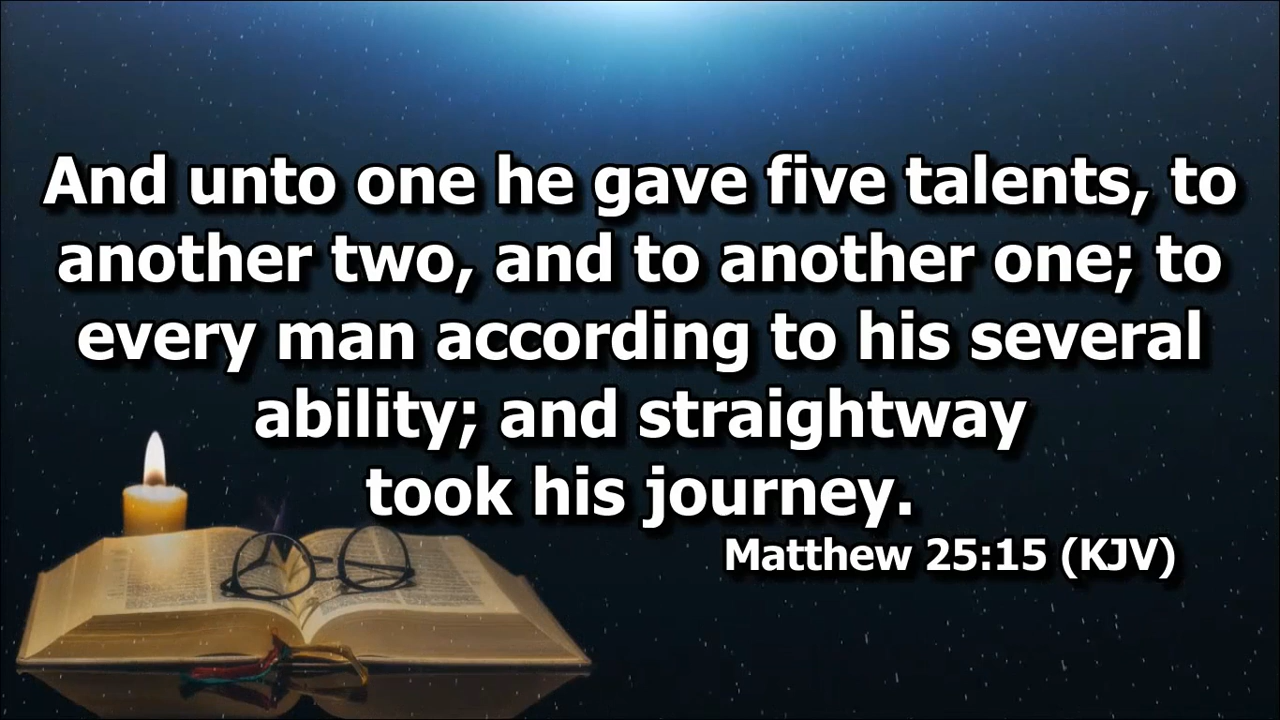 And unto one he gave five talents, to
another two, and to another one; to
every man according to his several
ability; and straightway
took his journey.
Matthew 25:15 (KJV)